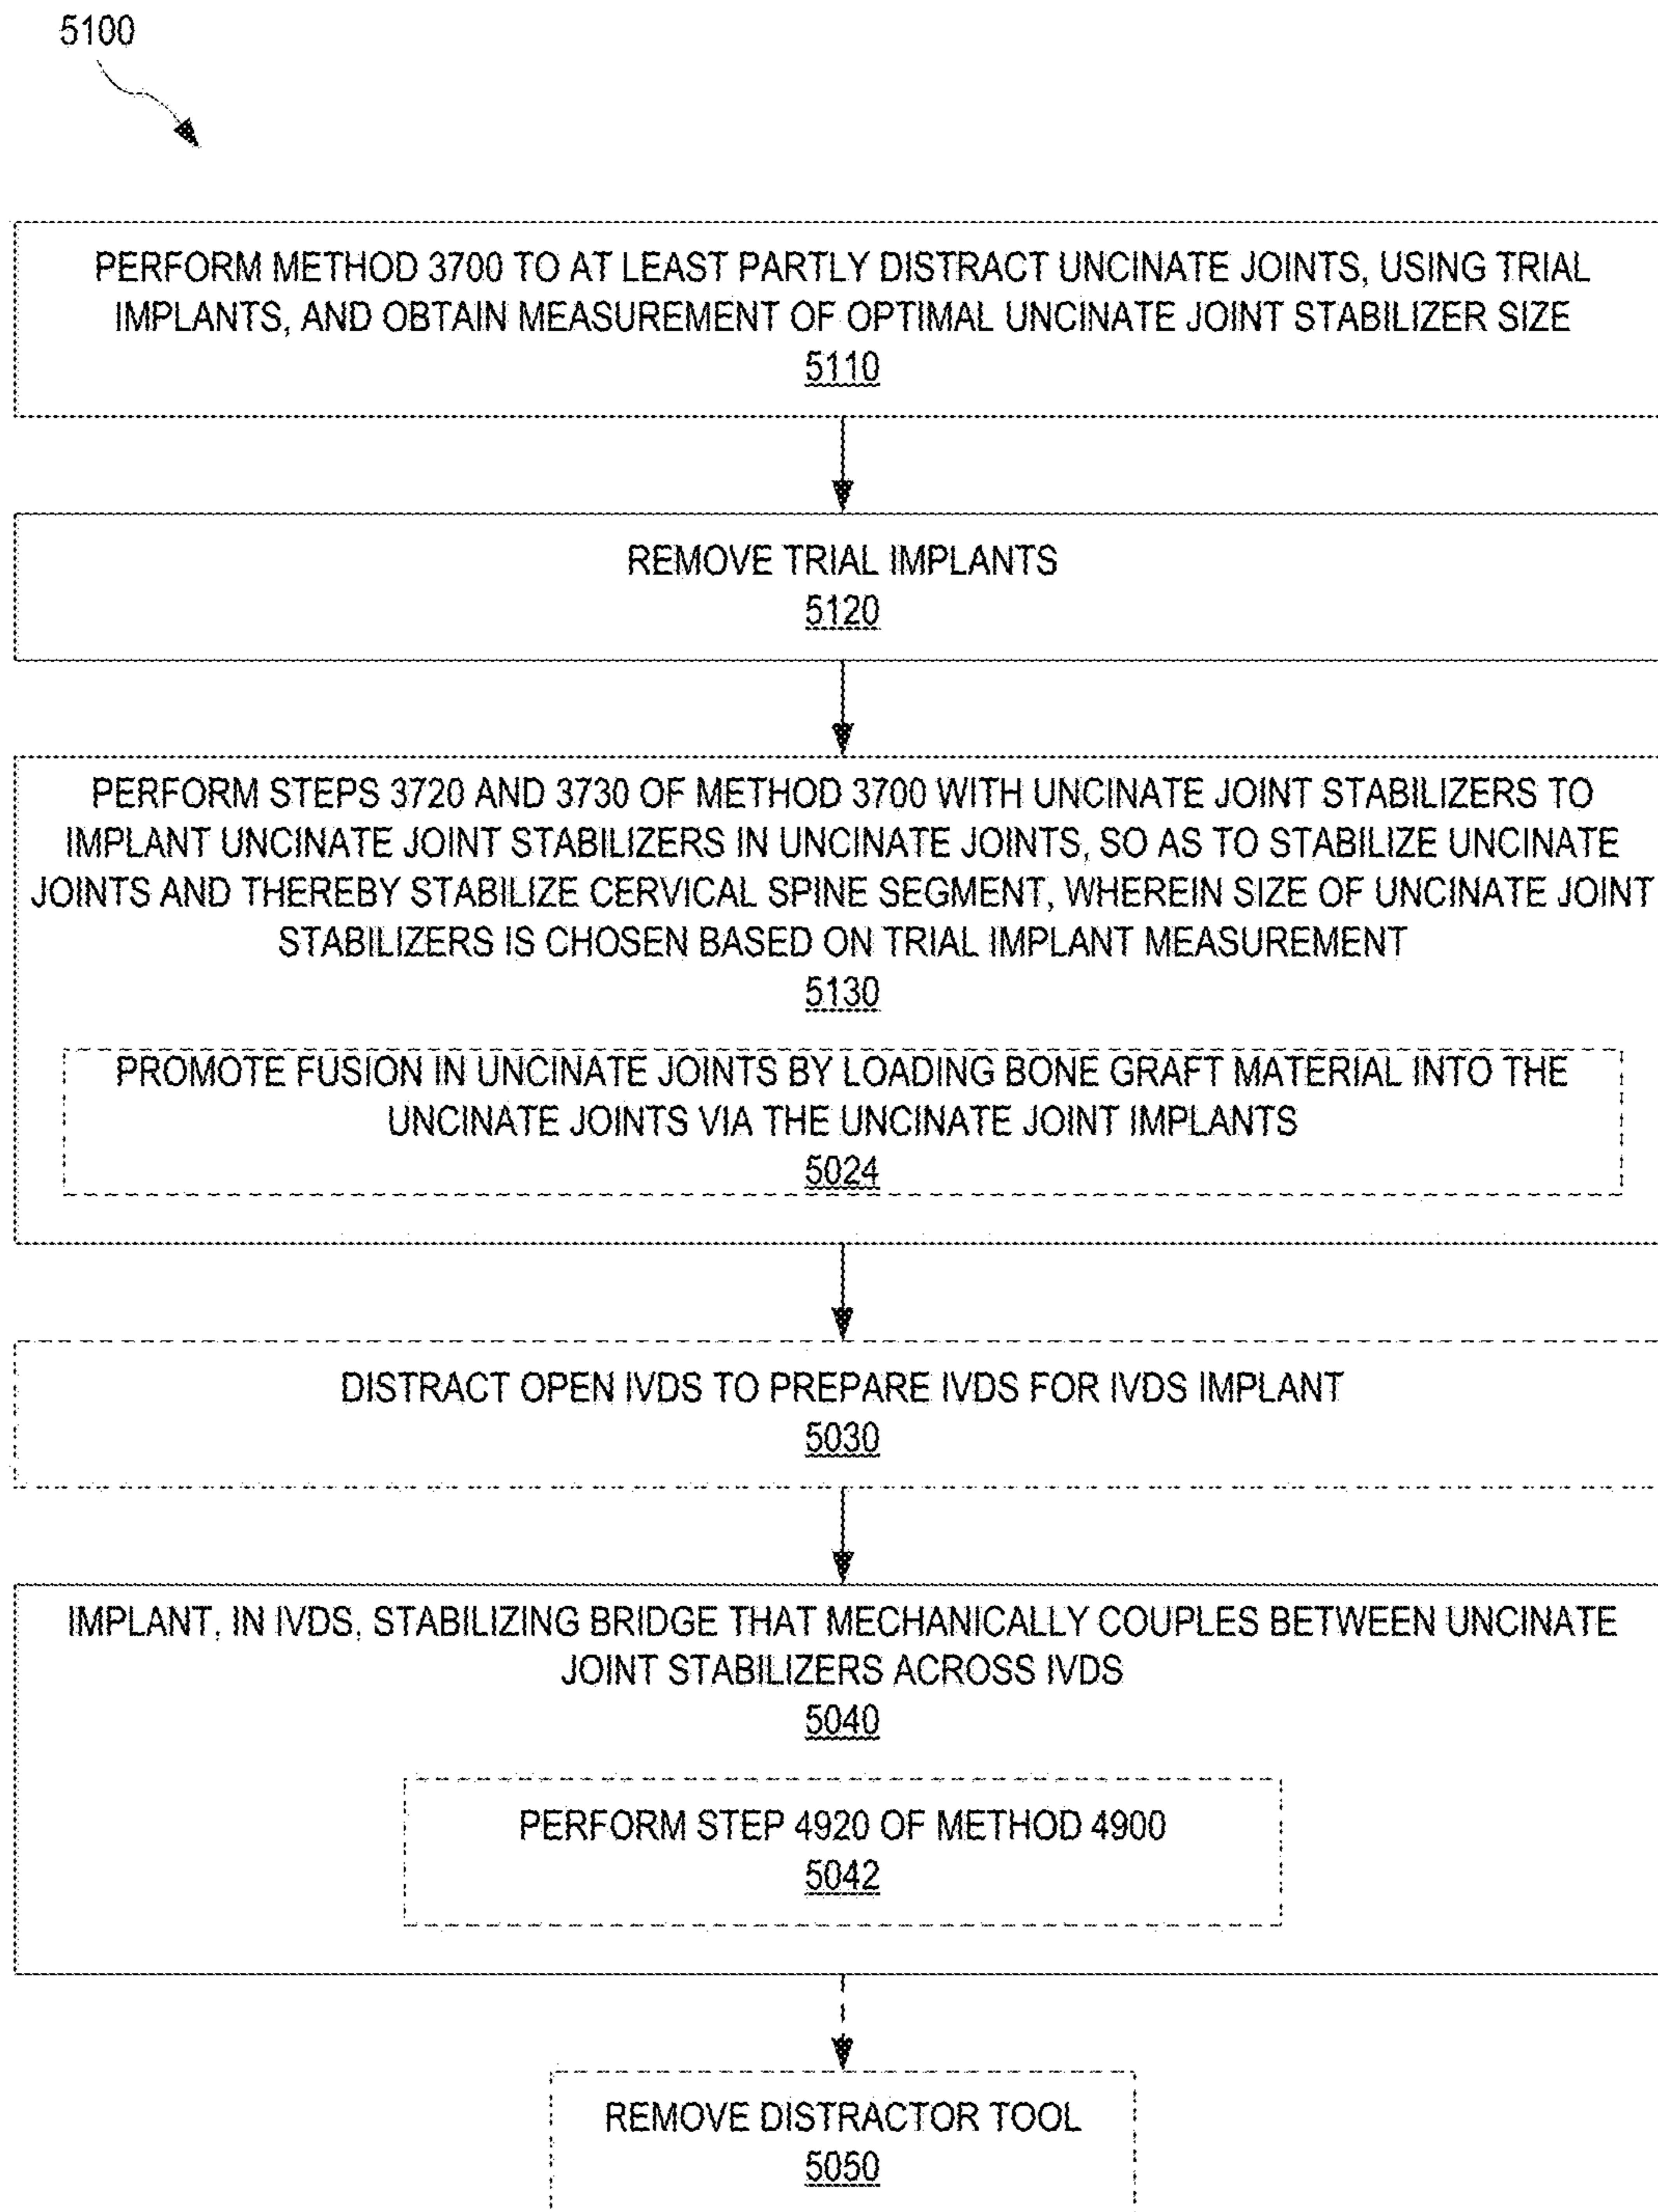 5100
PERFORM METHOD 3700 TO AT LEAST PARTLY DISTRACT UNCINATE JOINTS, USING TRIAL
IMPLANTS, AND OBTAIN MEASUREMENT OF OPTIMAL UNCINATE JOINT STABILIZER SIZE
5110
REMOVE TRIAL IMPLANTS
5120
PERFORM STEPS 3720 AND 3730 OF METHOD 3700 WITH UNCINATE JOINT STABILIZERS TO
IMPLANT UNCINATE JOINT STABILIZERS IN UNCINATE JOINTS, SO AS TO STABILIZE UNCINATE
JOINTS AND THEREBY STABILIZE CERVICAL SPINE SEGMENT, WHEREIN SIZE OF UNCINATE JOINT
STABILIZERS IS CHOSEN BASED ON TRIAL IMPLANT MEASUREMENT
5130
PROMOTE FUSION IN UNCINATE JOINTS BY LOADING BONE GRAFT MATERIAL INTO THE
UNCINATE JOINTS VIA THE UNCINATE JOINT IMPLANTS
5024
DISTRACT OPEN IVDS TO PREPARE IVDS FOR IVDS IMPLANT
5030
IMPLANT, IN IVDS, STABILIZING BRIDGE THAT MECHANICALLY COUPLES BETWEEN UNCINATE
JOINT STABILIZERS ACROSS IVDS
5040
PERFORM STEP 4920 OF METHOD 4900
5042
REMOVE DISTRACTOR TOOL
5050